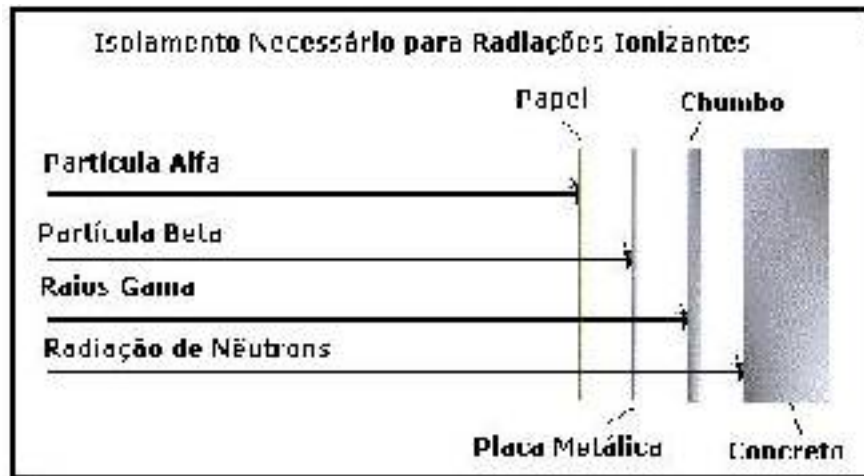 Isolamento Necessário para Radiações Ionizantes
Papel
Chumbo
Partícula Alfa
Partícula Beta
Raios Gama
Radiação de Nêutrons
Placa Metálica
Concreto